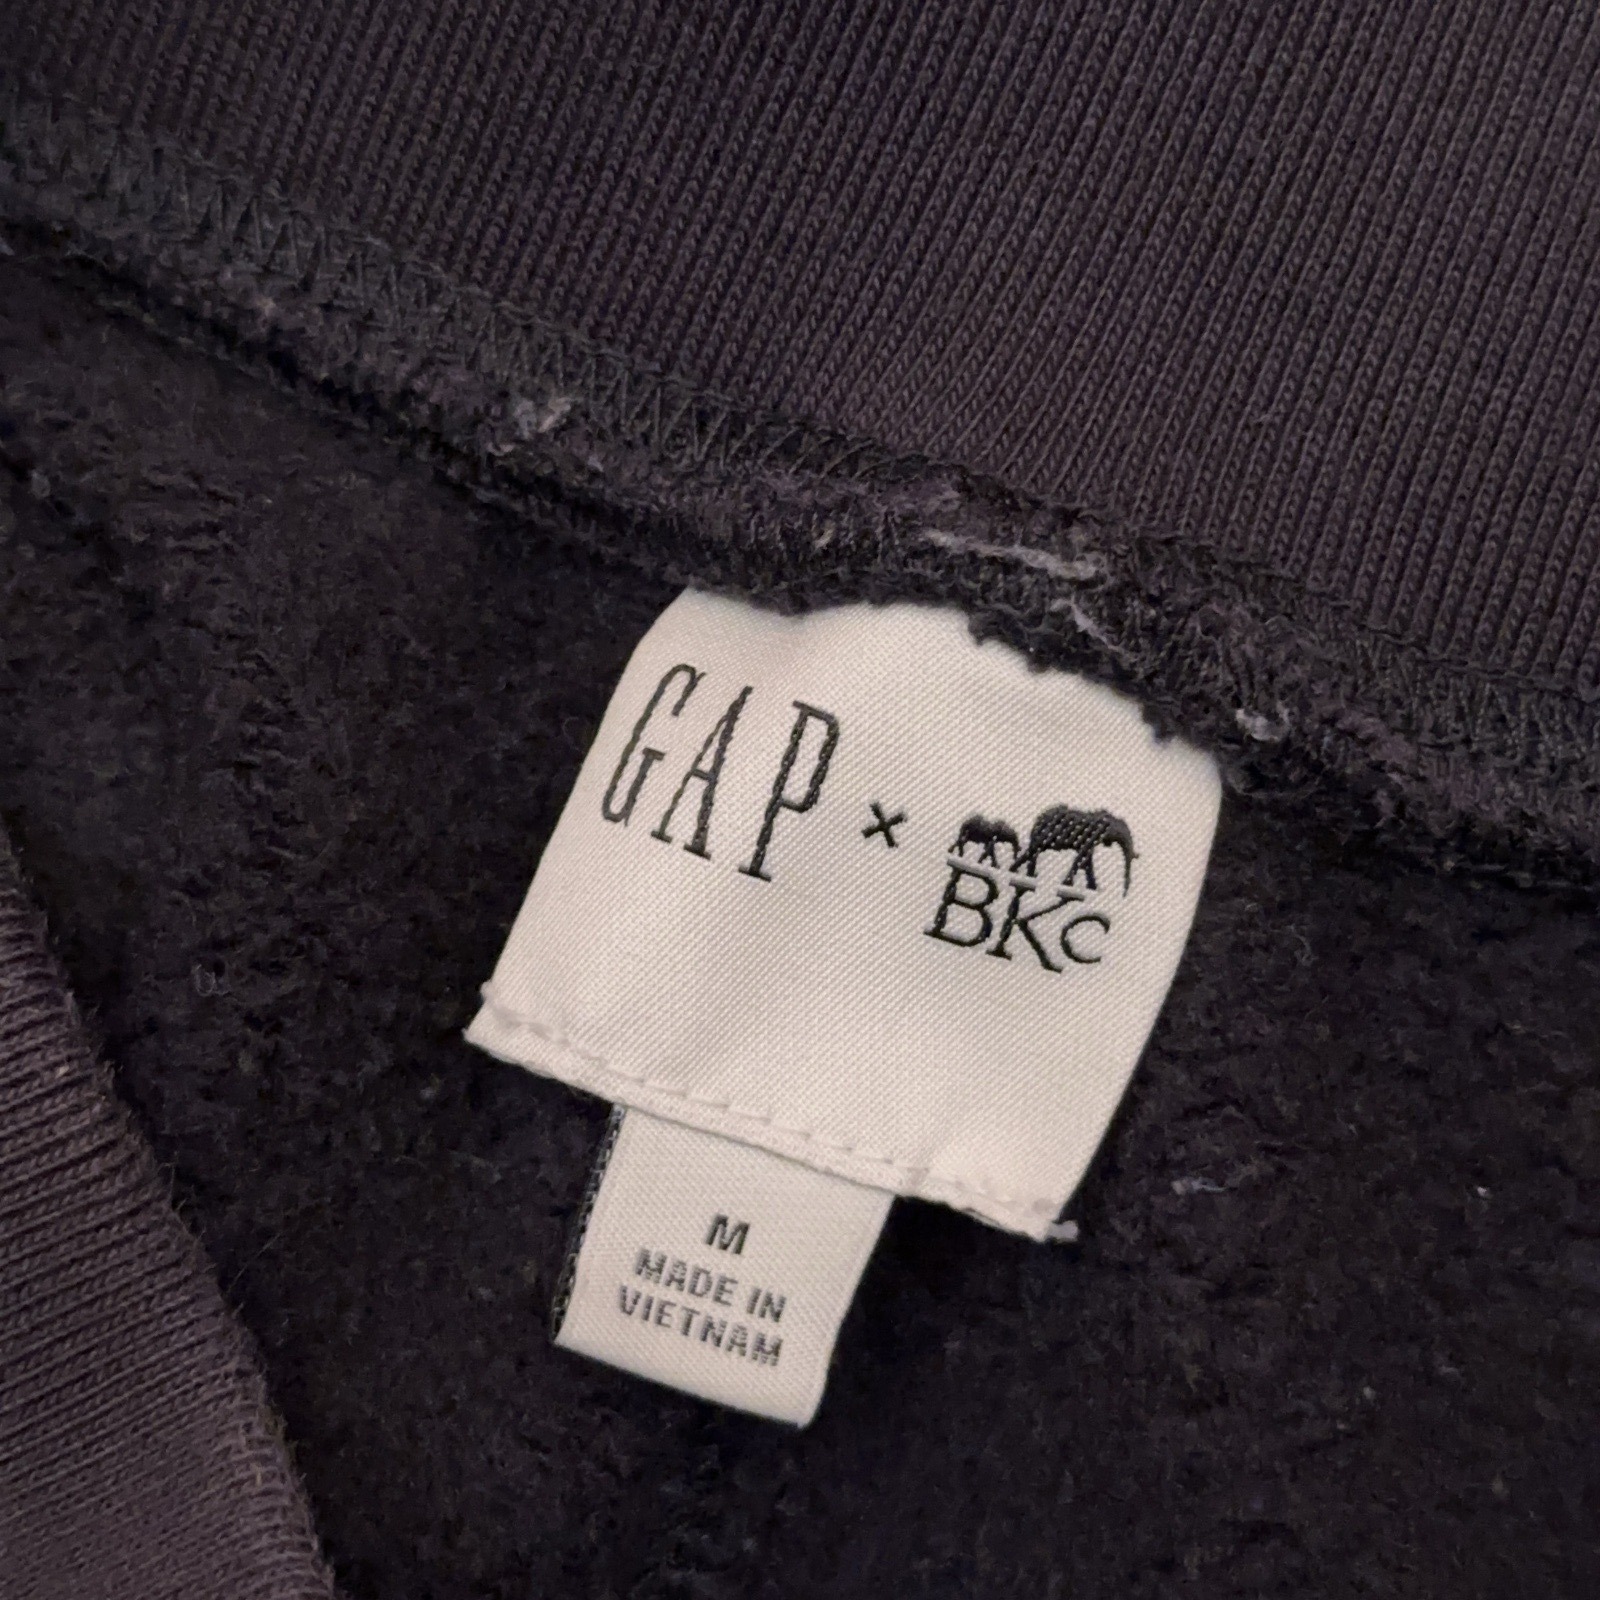 GAP × BKc
M
MADE IN
VIETNAM